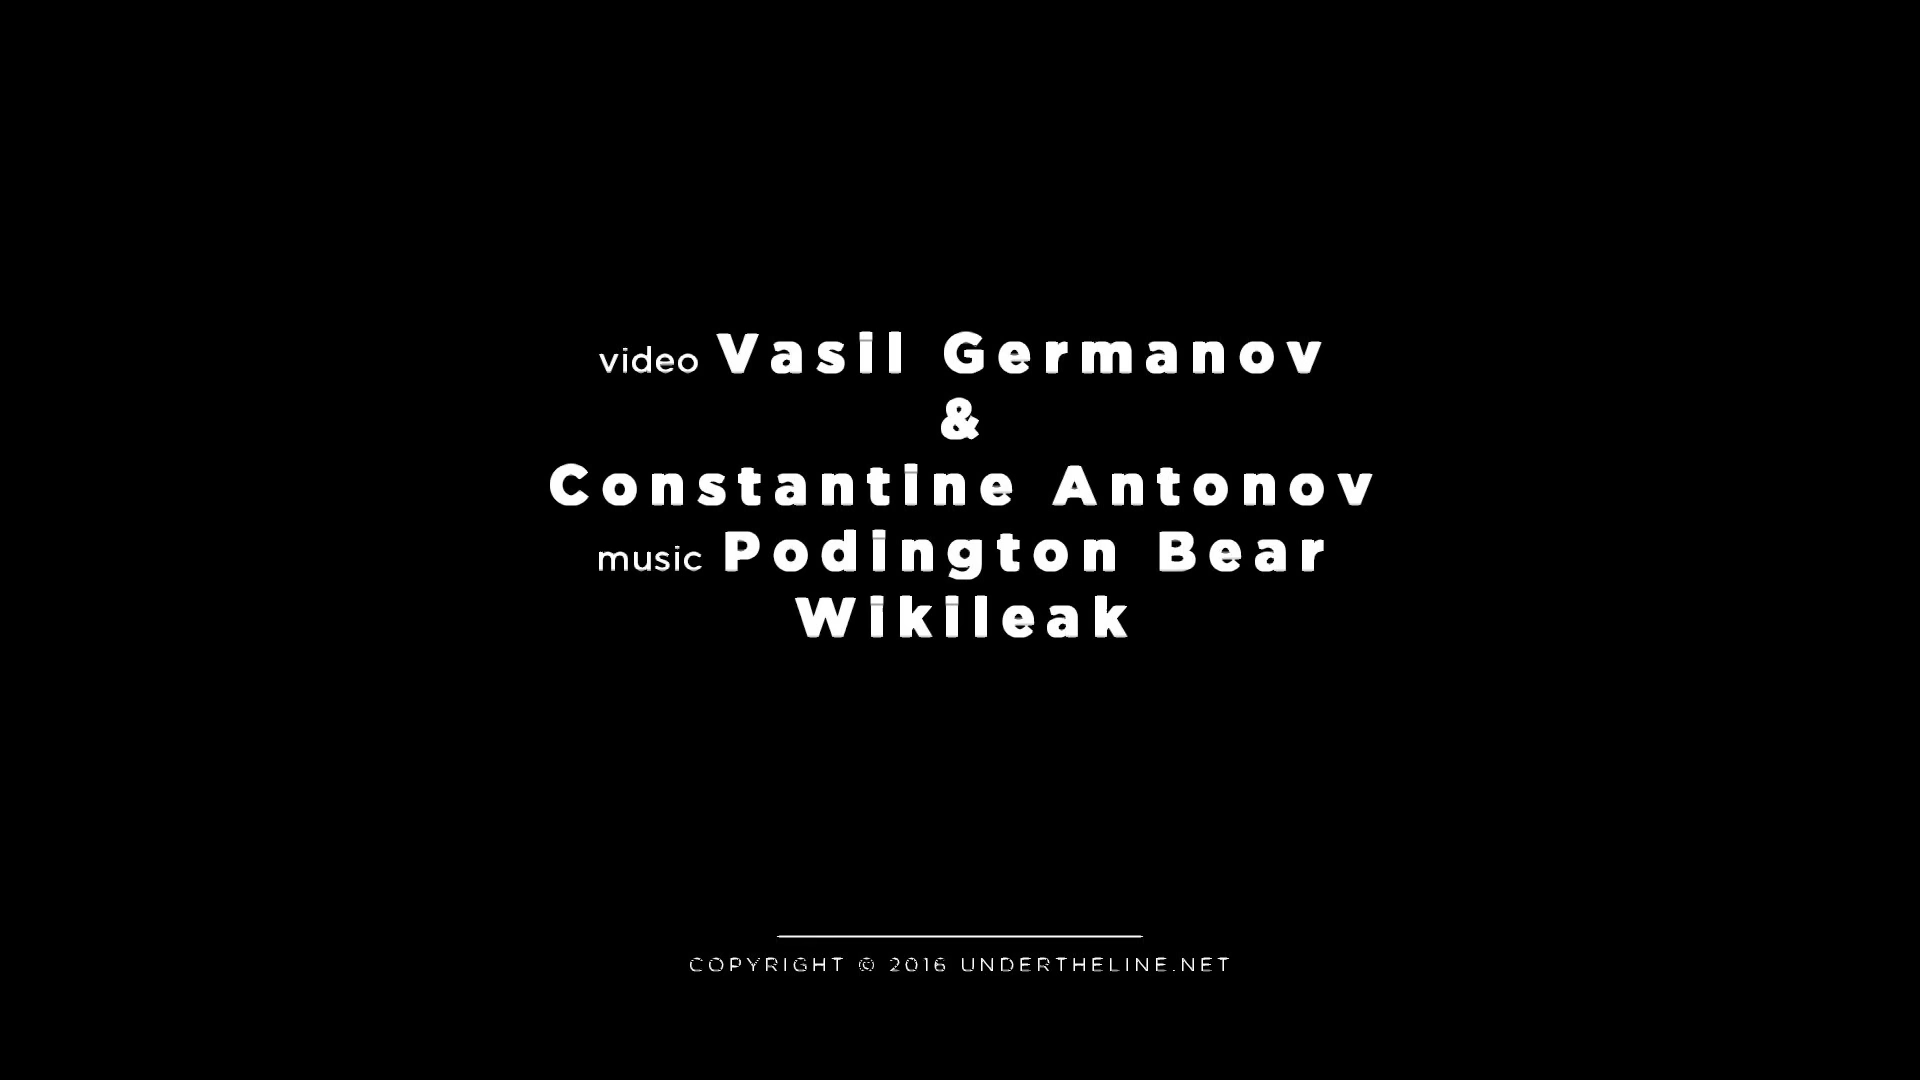 video Vasil Germanov
&
Constantine Antonov
music Podington Bear
Wikileak
COPYRIGHT © 2016 UNDERTHELINE.NET